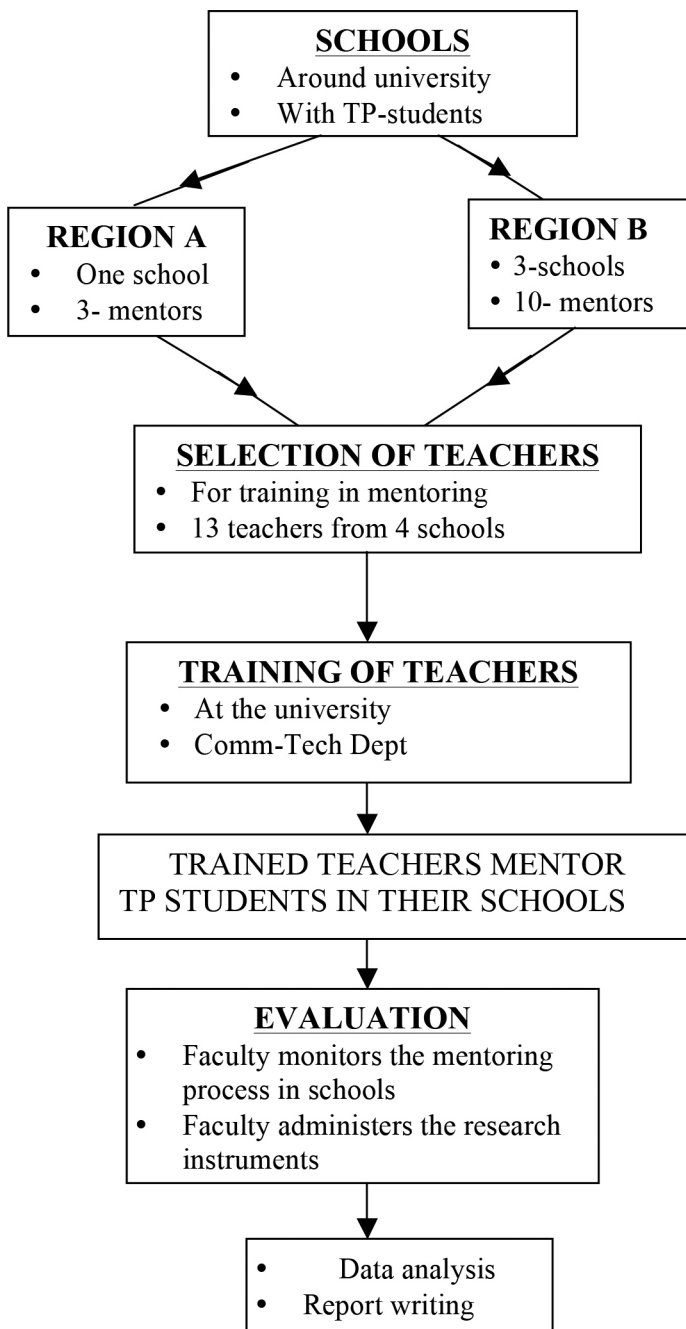 SCHOOLS
• Around university
• With TP-students
REGION A
• One school
• 3- mentors
REGION B
• 3-schools
• 10- mentors
SELECTION OF TEACHERS
• For training in mentoring
• 13 teachers from 4 schools
TRAINING OF TEACHERS
• At the university
• Comm-Tech Dept
TRAINED TEACHERS MENTOR
TP STUDENTS IN THEIR SCHOOLS
EVALUATION
• Faculty monitors the mentoring
process in schools
• Faculty administers the research
instruments
• Data analysis
• Report writing